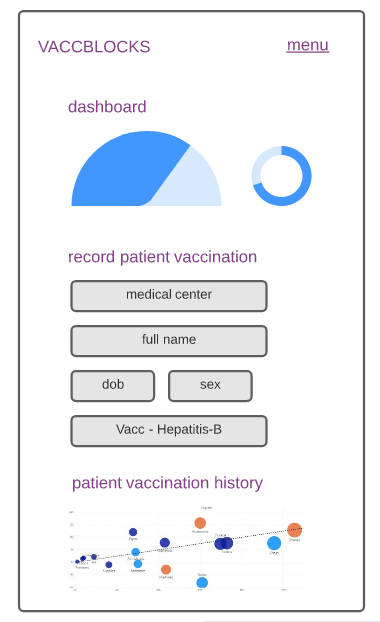 VACCBLOCKS
menu
dashboard
record patient vaccination
medical center
full name
dob
sex
Vacc - Hepatitis-B
patient vaccination history